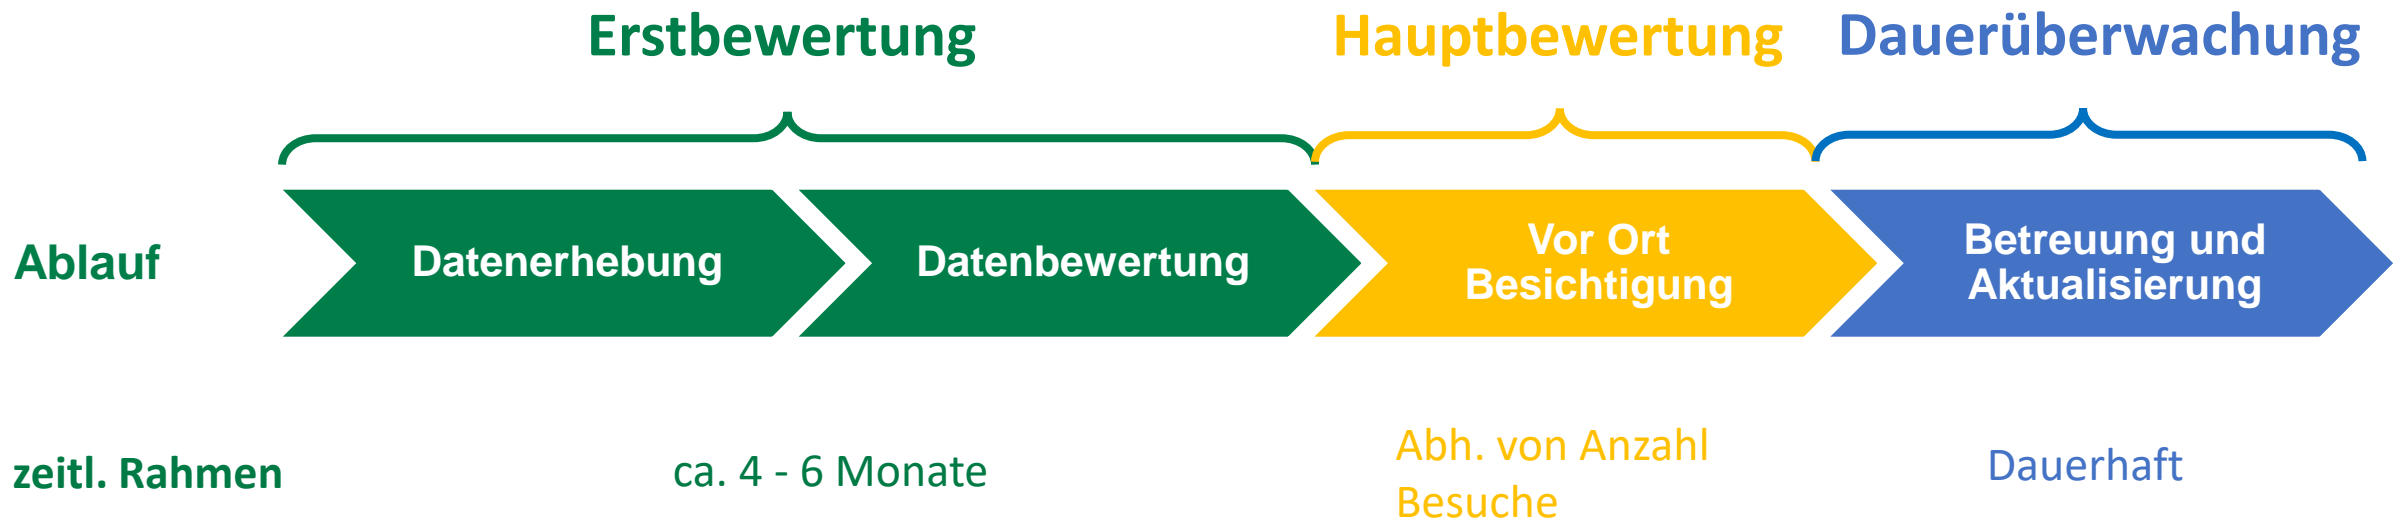 Erstbewertung
Hauptbewertung
Dauerüberwachung
Ablauf
Datenerhebung
Datenbewertung
Vor Ort
Besichtigung
Betreuung und
Aktualisierung
zeitl. Rahmen
ca. 4 - 6 Monate
Abh. von Anzahl
Besuche
Dauerhaft